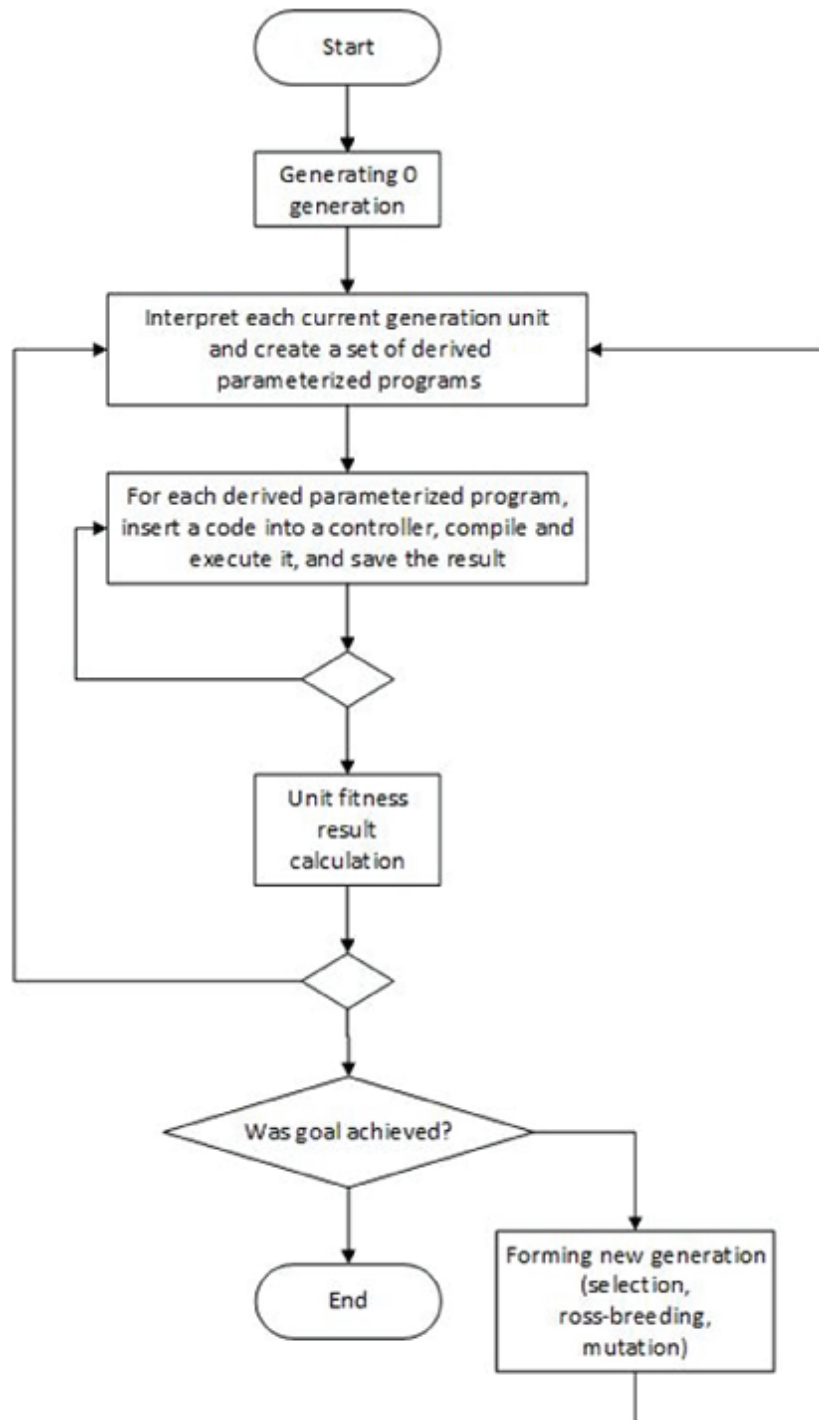 Start
Generating 0
generation
Interpret each current generation unit
and create a set of derived
parameterized programs
For each derived parameterized program,
insert a code into a controller, compile and
execute it, and save the result
Unit fitness
result
calculation
Was goal achieved?
End
Forming new generation
(selection,
ross-breeding,
mutation)